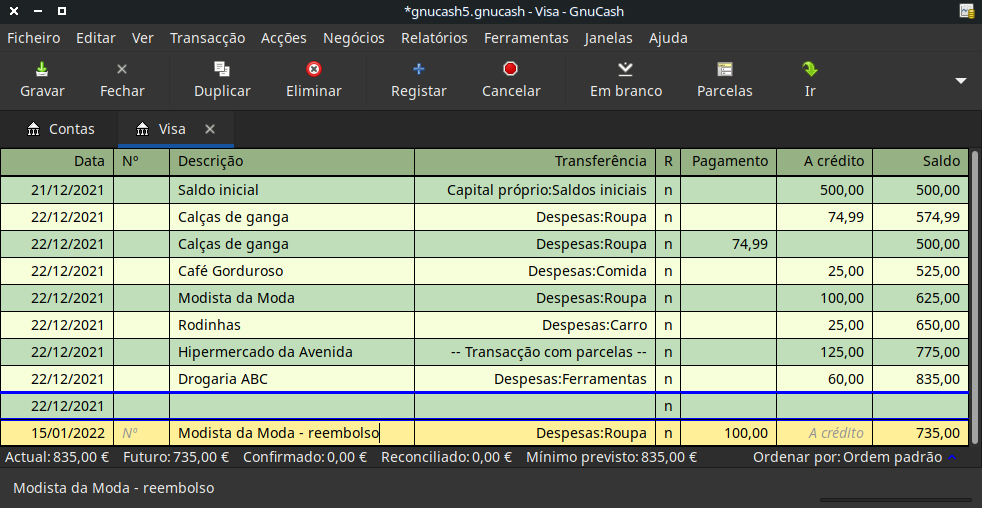 *gnucash5.gnucash - Visa - GnuCash
Ficheiro Editar Ver Transacção Acções Negócios Relatórios Ferramentas Janelas Ajuda
Gravar Fechar Duplicar Eliminar Registar Cancelar Em branco Parcelas Ir
Contas Visa
Data Nº Descrição Transferência R Pagamento A crédito Saldo
21/12/2021 Saldo inicial Capital próprio:Saldos iniciais n 500,00 500,00
22/12/2021 Calças de ganga Despesas:Roupa n 74,99 574,99
22/12/2021 Calças de ganga Despesas:Roupa n 74,99 500,00
22/12/2021 Café Gorduroso Despesas:Comida n 25,00 525,00
22/12/2021 Modista da Moda Despesas:Roupa n 100,00 625,00
22/12/2021 Rodinhas Despesas:Carro n 25,00 650,00
22/12/2021 Hipermercado da Avenida -- Transacção com parcelas -- n 125,00 775,00
22/12/2021 Drogaria ABC Despesas:Ferramentas n 60,00 835,00
22/12/2021 n
15/01/2022 Nº Modista da Moda - reembolso Despesas:Roupa n 100,00 A crédito 735,00
Actual: 835,00 € Futuro: 735,00 € Confirmado: 0,00 € Reconciliado: 0,00 € Mínimo previsto: 835,00 € Ordenar por: Ordem padrão
Modista da Moda - reembolso